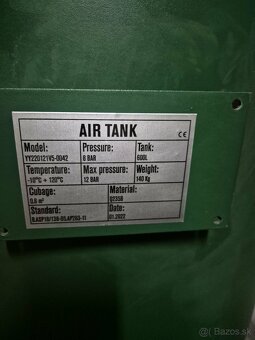 AIR TANK
CE
Model: Pressure: Tank:
YY220121V5-0042 8 BAR 600L
Temperature: Max pressure: Weight:
-10°C + 120°C 12 BAR 140 Kg
Cubage: Material:
0,6 m³ Q235B
Standard: Date:
01.2022
Bazos.sk